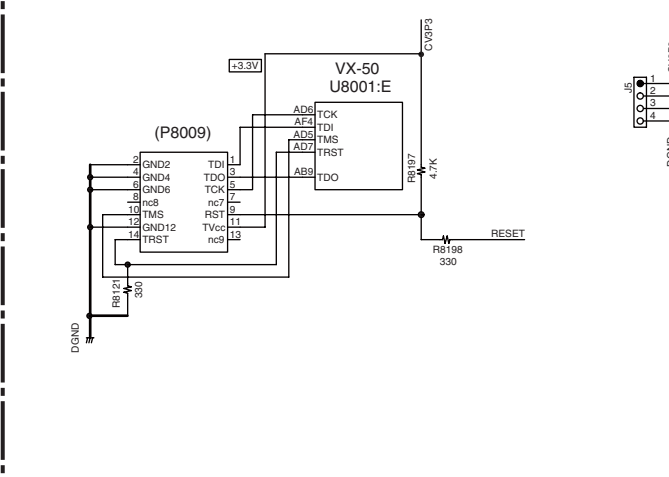 CV3P3
+3.3V
VX-50
U8001:E
J5
1
2
3
4
AD6 TCK
AF4 TDI
AD5 TMS
AD7 TRST
AB9 TDO
R8197
4.7K
(P8009)
2 GND2 TDI 1
4 GND4 TDO 3
6 GND6 TCK 5
8 nc8 nc7 7
10 TMS RST 9
12 GND12 TVcc 11
14 TRST nc9 13
RESET
R8198
330
R8121
330
DGND